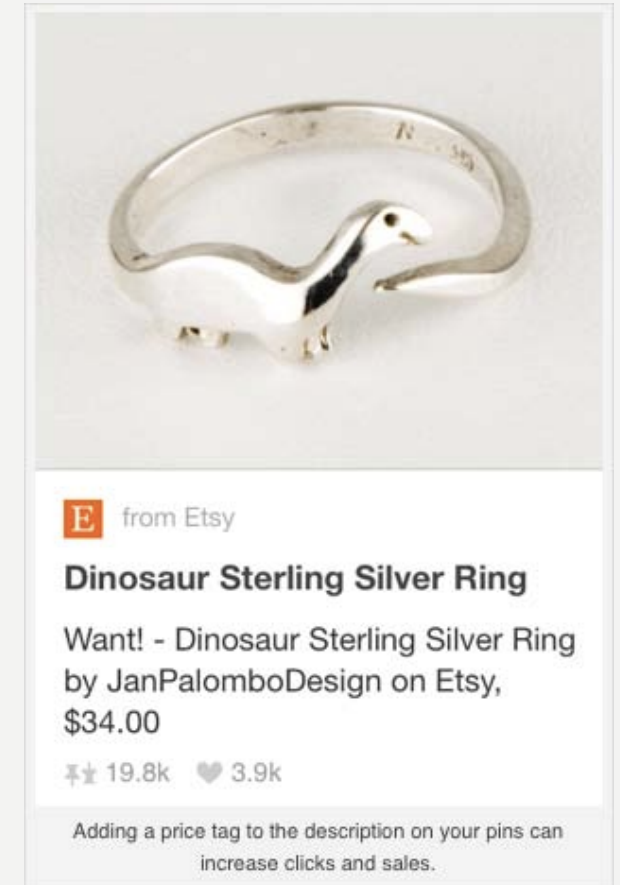 N
E from Etsy
Dinosaur Sterling Silver Ring
Want! - Dinosaur Sterling Silver Ring
by JanPalomboDesign on Etsy,
$34.00
19.8k 3.9k
Adding a price tag to the description on your pins can
increase clicks and sales.